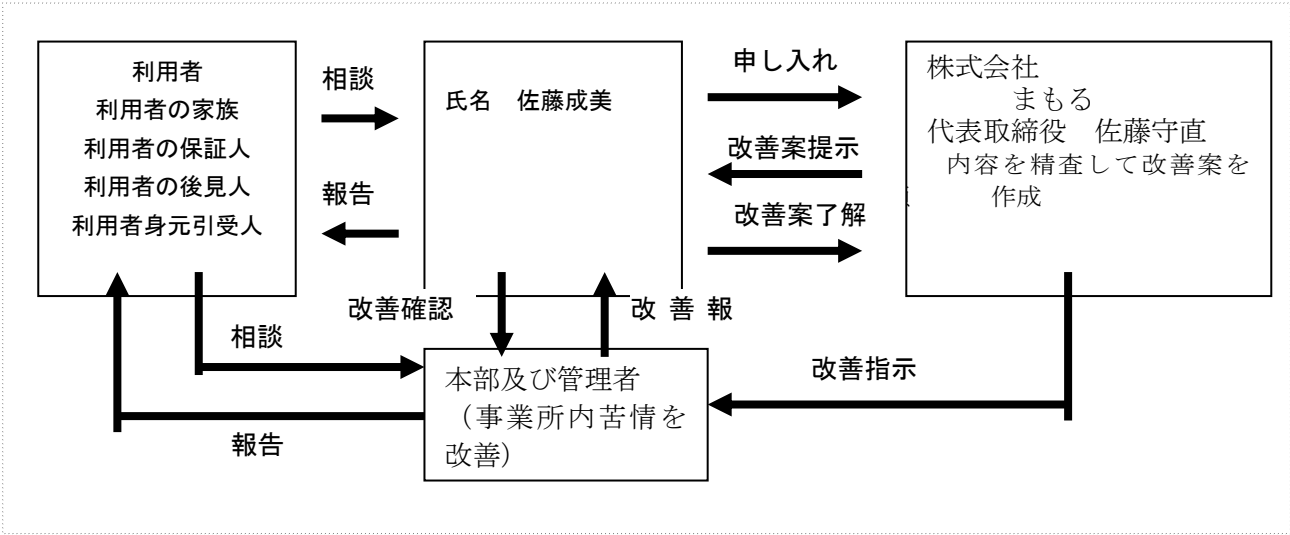 利用者
利用者の家族
利用者の保証人
利用者の後見人
利用者身元引受人
相談
報告
氏名　佐藤成美
申し入れ
改善案提示
改善案了解
株式会社
まもる
代表取締役　佐藤守直
内容を精査して改善案を
作成
改善確認
改 善 報
相談
報告
本部及び管理者
（事業所内苦情を
改善）
改善指示